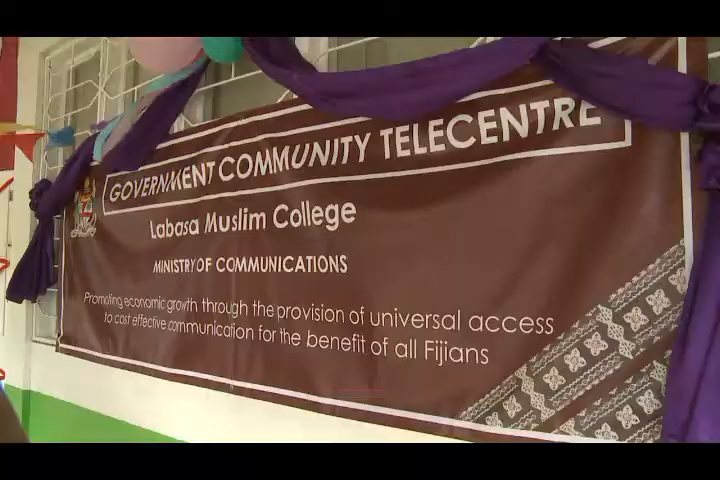 GOVERNMENT COMMUNITY TELECENTRE
Labasa Muslim College
MINISTRY OF COMMUNICATIONS
Promoting economic growth through the provision of universal access
to cost effective communication for the benefit of all Fijians